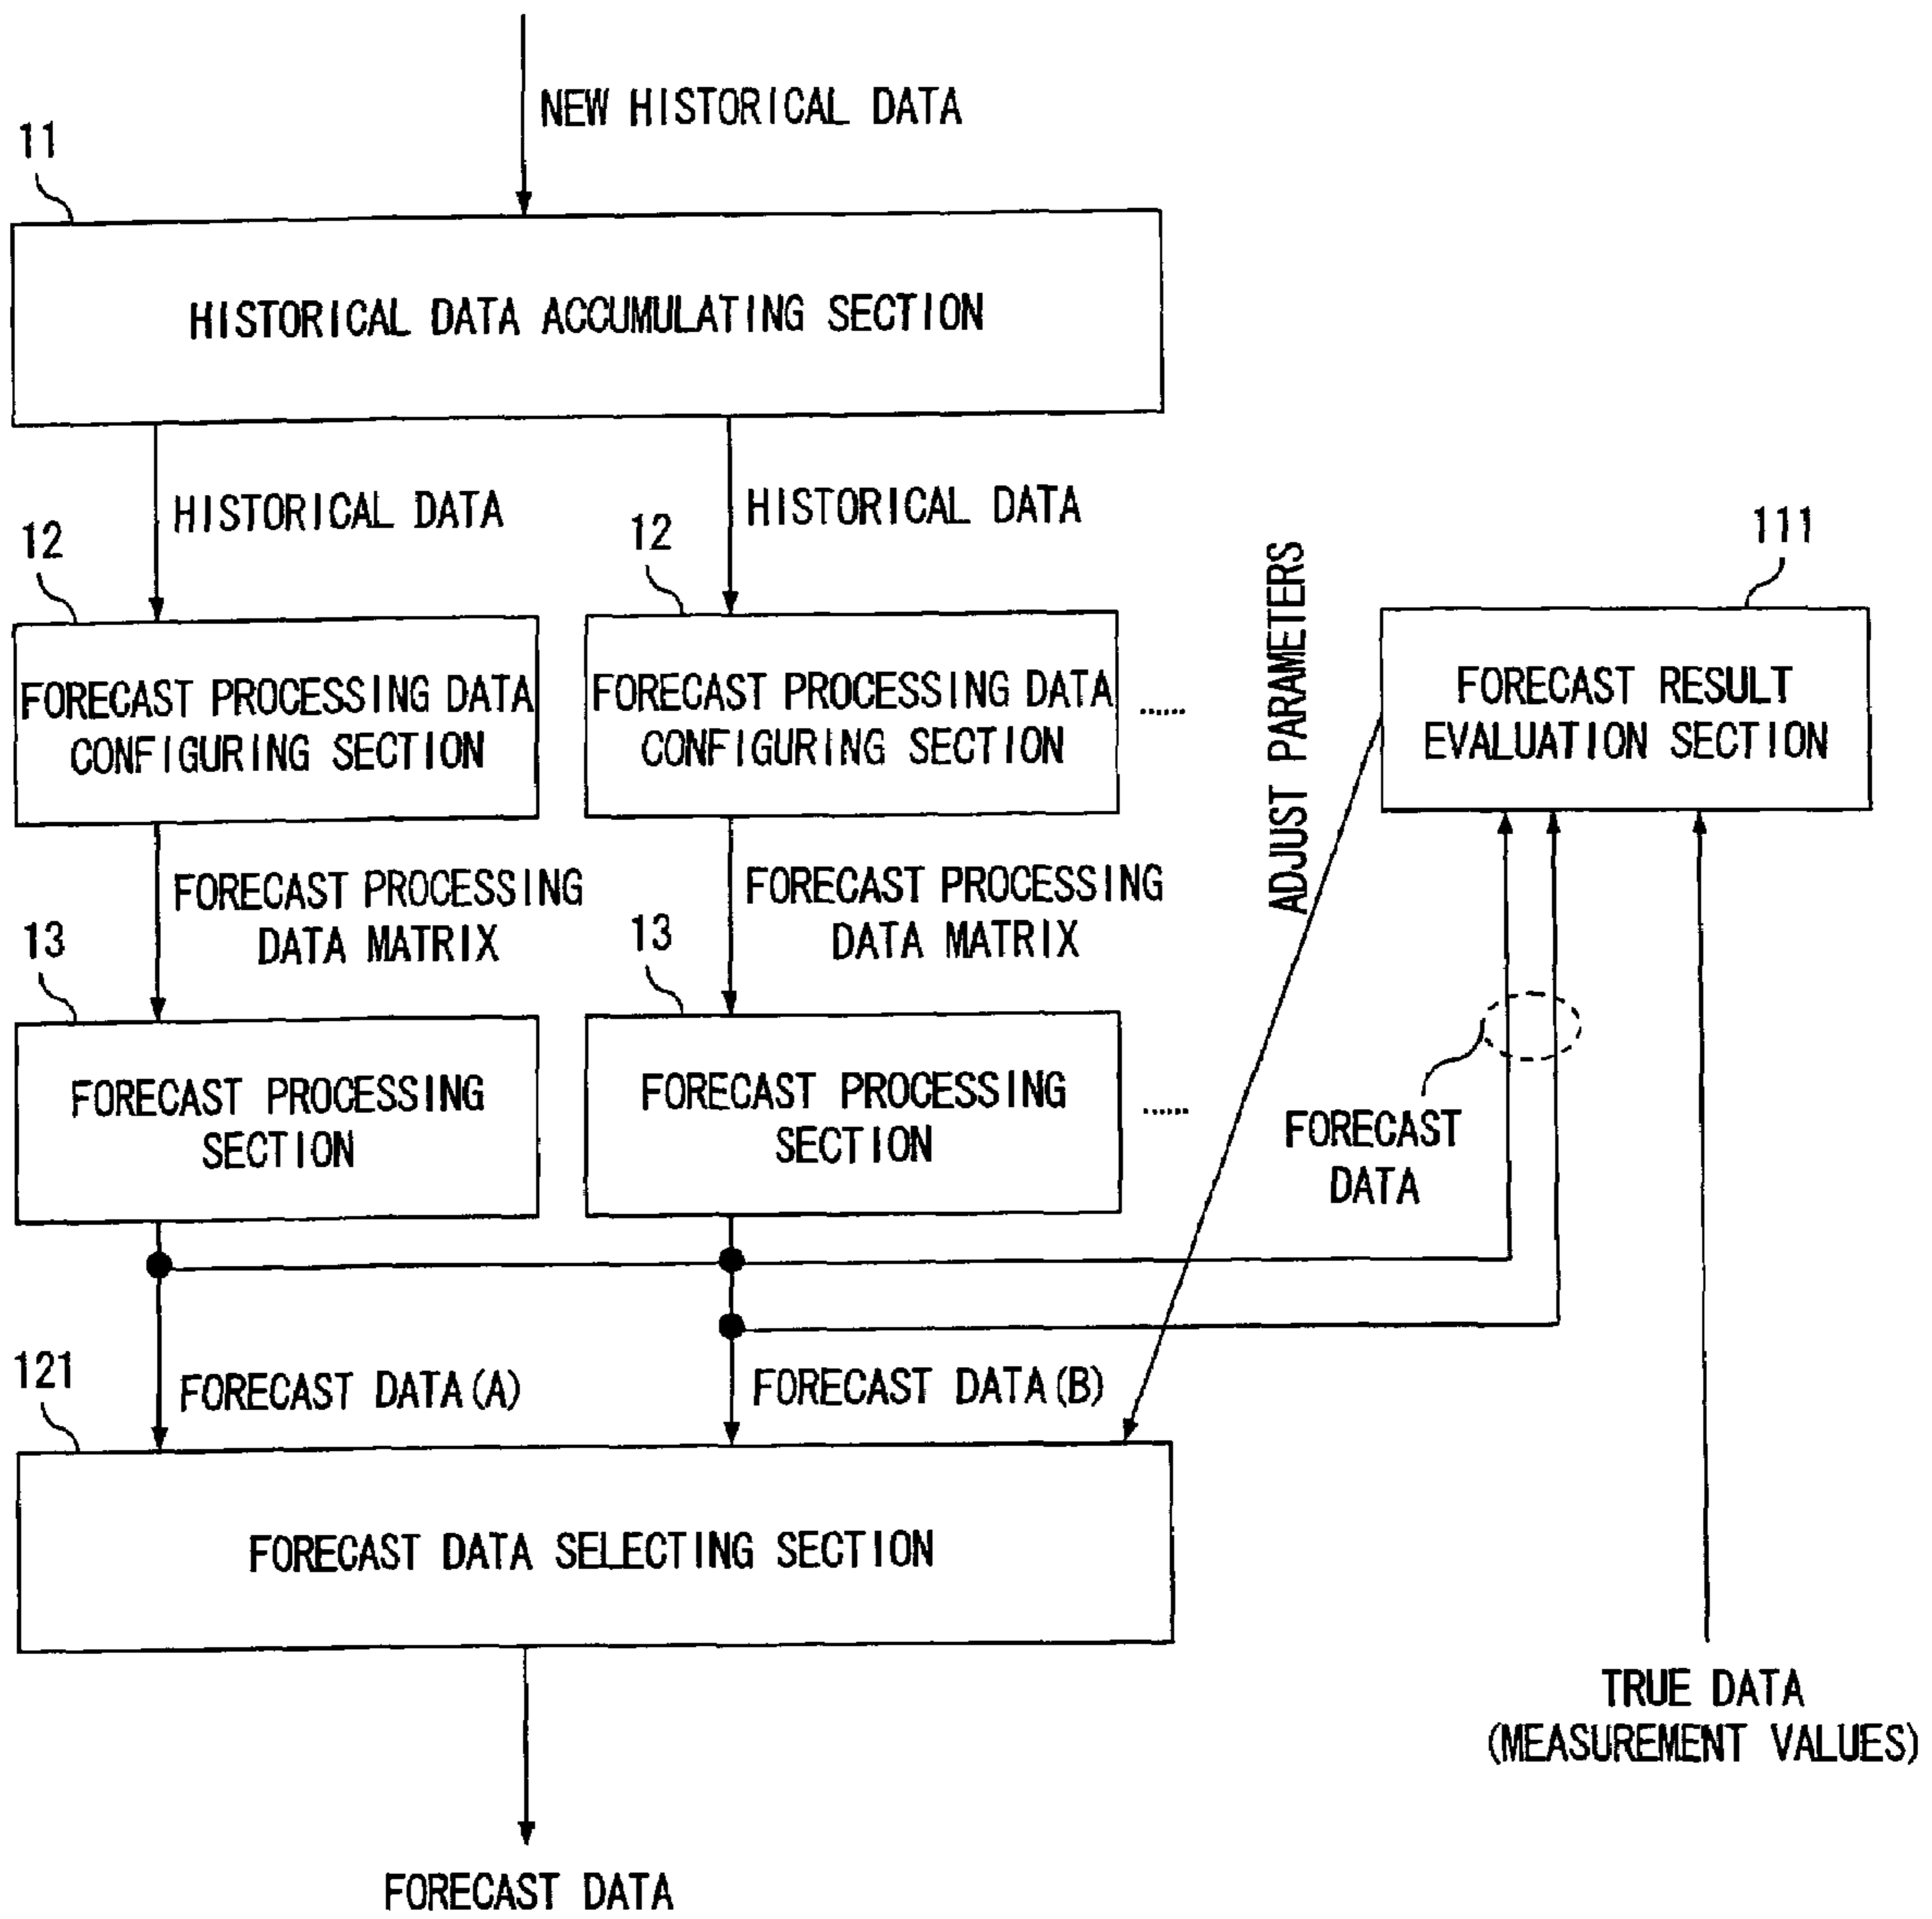 NEW HISTORICAL DATA
11
HISTORICAL DATA ACCUMULATING SECTION
HISTORICAL DATA
HISTORICAL DATA
12
12
111
FORECAST PROCESSING DATA
CONFIGURING SECTION
FORECAST PROCESSING DATA
CONFIGURING SECTION
......
ADJUST PARAMETERS
FORECAST RESULT
EVALUATION SECTION
FORECAST PROCESSING
DATA MATRIX
FORECAST PROCESSING
DATA MATRIX
13
13
FORECAST PROCESSING
SECTION
FORECAST PROCESSING
SECTION
......
FORECAST
DATA
121
FORECAST DATA(A)
FORECAST DATA(B)
FORECAST DATA SELECTING SECTION
TRUE DATA
(MEASUREMENT VALUES)
FORECAST DATA